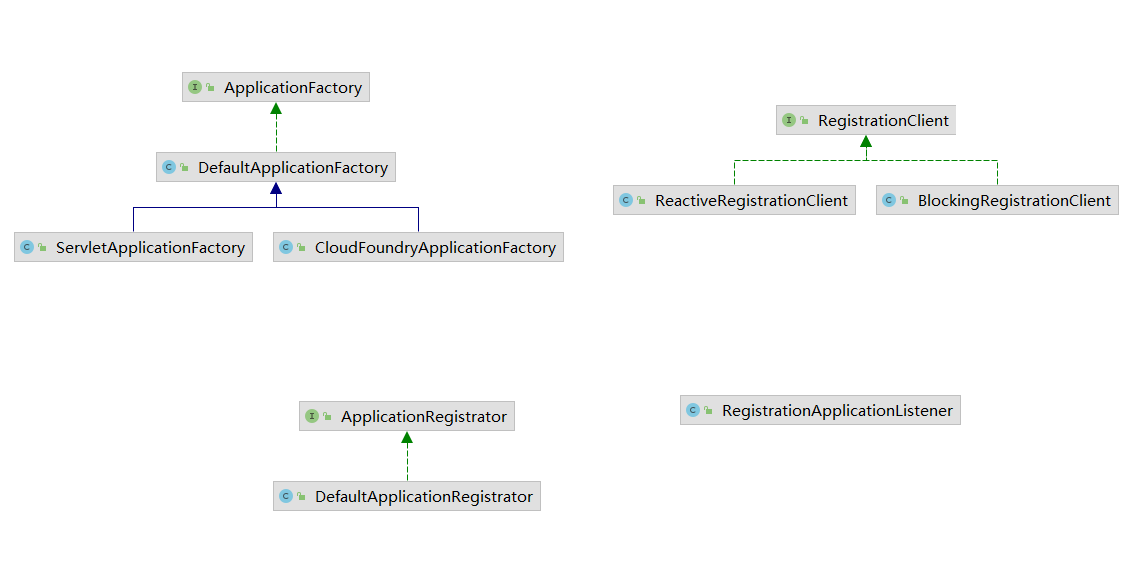 ApplicationFactory
RegistrationClient
DefaultApplicationFactory
ReactiveRegistrationClient
BlockingRegistrationClient
ServletApplicationFactory
CloudFoundryApplicationFactory
ApplicationRegistrator
RegistrationApplicationListener
DefaultApplicationRegistrator